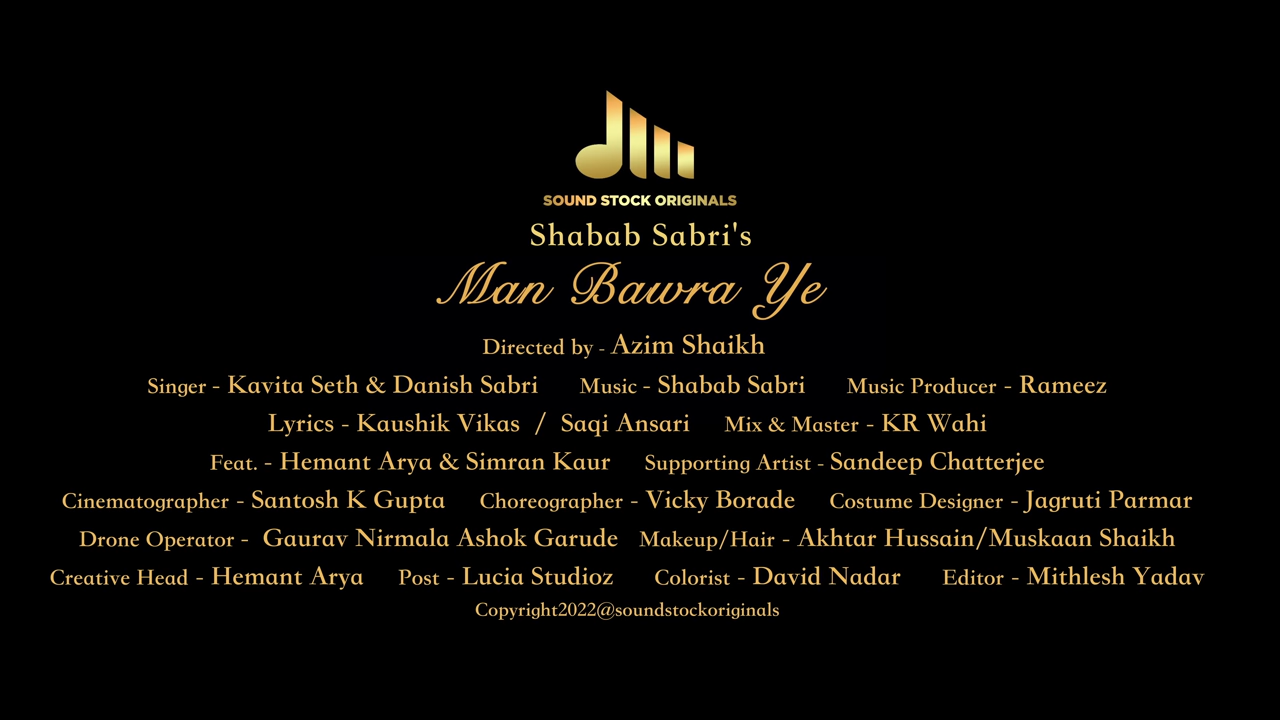 SOUND STOCK ORIGINALS
Shabab Sabri's
Man Bawra Ye
Directed by - Azim Shaikh
Singer - Kavita Seth & Danish Sabri Music - Shabab Sabri Music Producer - Rameez
Lyrics - Kaushik Vikas / Saqi Ansari Mix & Master - KR Wahi
Feat. - Hemant Arya & Simran Kaur Supporting Artist - Sandeep Chatterjee
Cinematographer - Santosh K Gupta Choreographer - Vicky Borade Costume Designer - Jagruti Parmar
Drone Operator - Gaurav Nirmala Ashok Garude Makeup/Hair - Akhtar Hussain/Muskaan Shaikh
Creative Head - Hemant Arya Post - Lucia Studioz Colorist - David Nadar Editor - Mithlesh Yadav
Copyright2022@soundstockoriginals